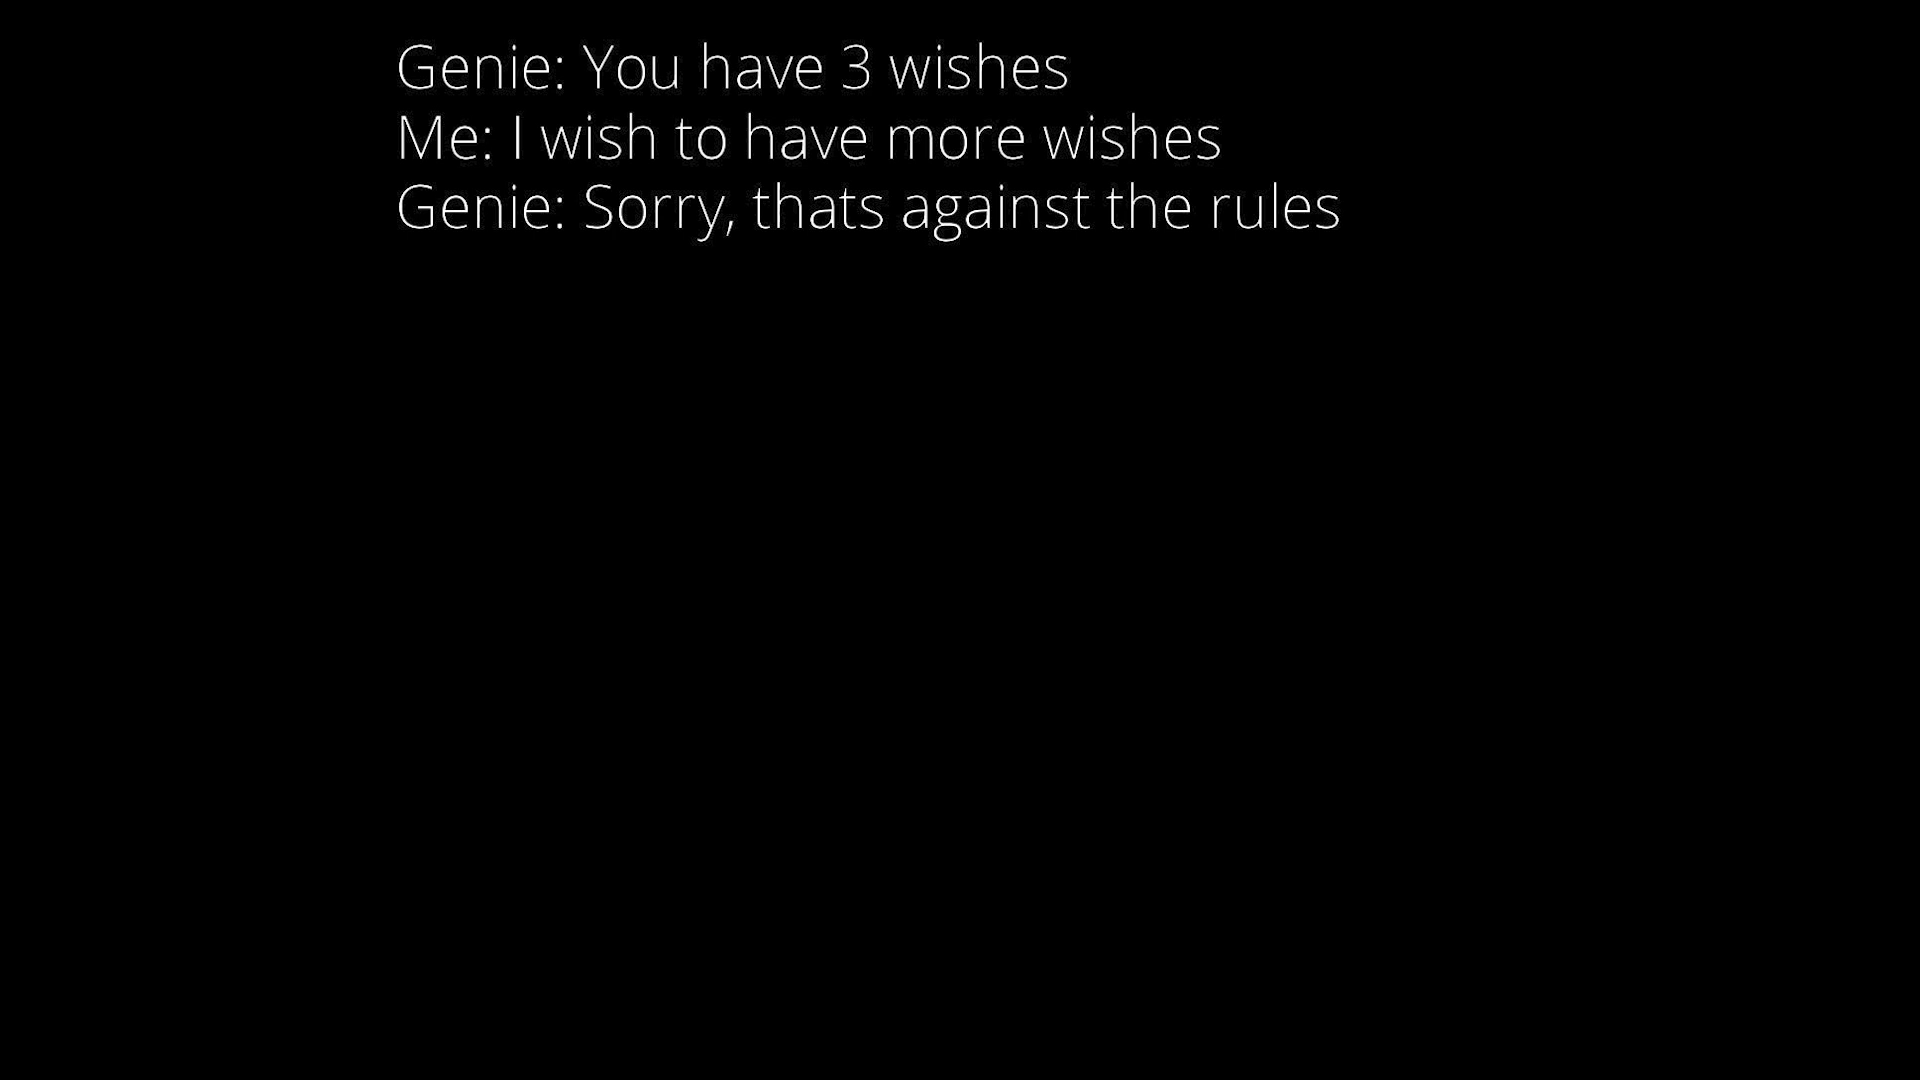 Genie: You have 3 wishes
Me: I wish to have more wishes
Genie: Sorry, thats against the rules